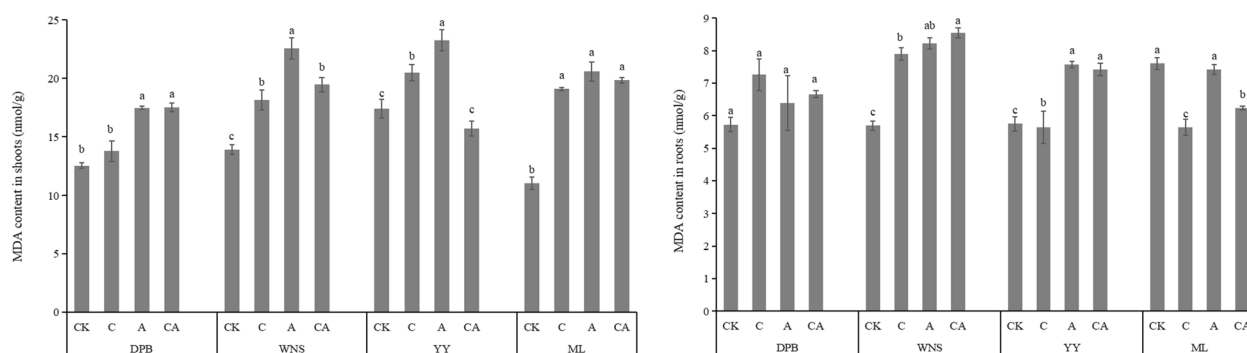 MDA content in shoots (nmol/g)
25
20
15
10
5
0
b
b
a
a
c
b
a
b
c
b
a
c
b
a
a
a
CK C A CA CK C A CA CK C A CA CK C A CA
DPB WNS YY ML
MDA content in roots (nmol/g)
9
8
7
6
5
4
3
2
1
0
a
a
a
a
c
b
ab
a
c
b
a
a
a
c
a
b
CK C A CA CK C A CA CK C A CA CK C A CA
DPB WNS YY ML